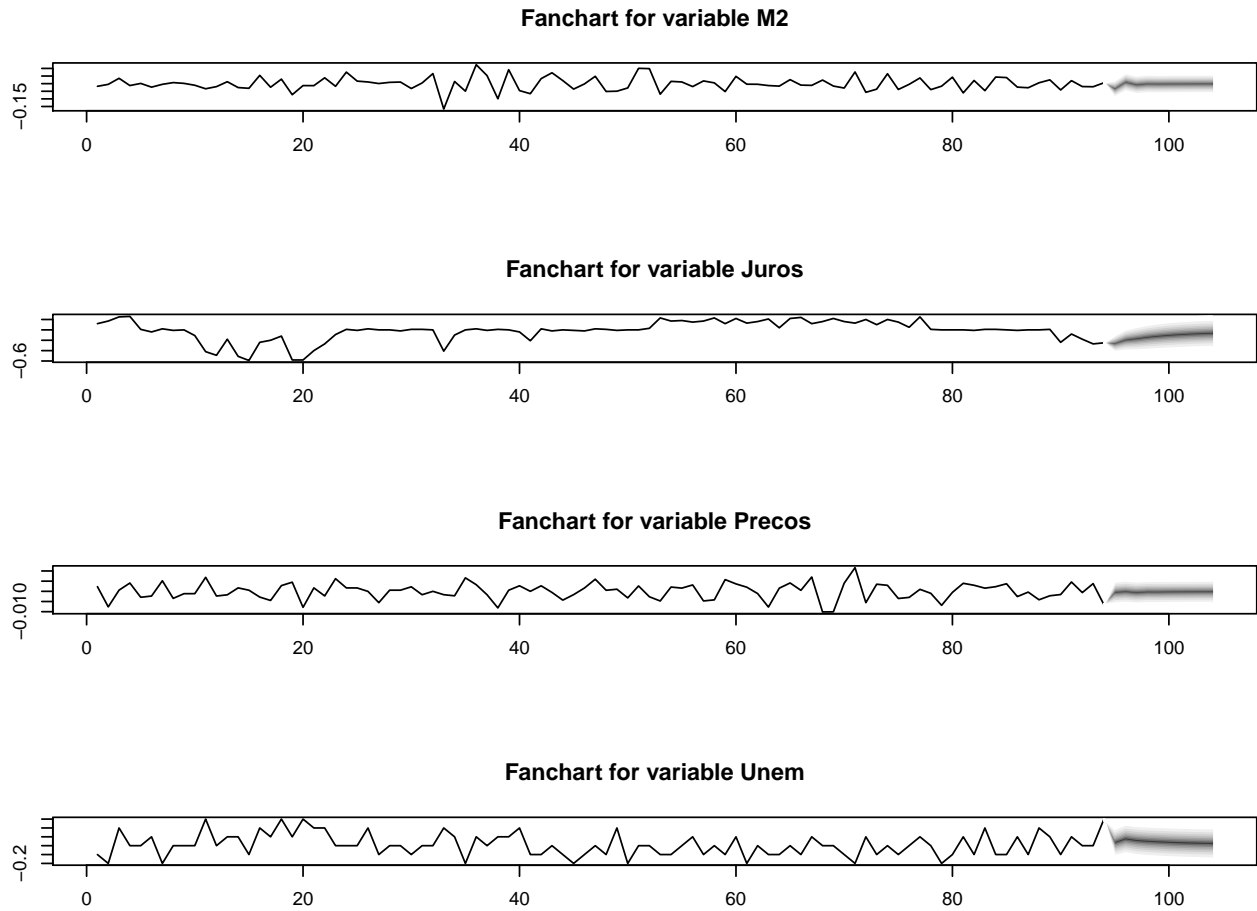 Fanchart for variable M2
−0.15
0 20 40 60 80 100
Fanchart for variable Juros
−0.6
0 20 40 60 80 100
Fanchart for variable Precos
−0.010
0 20 40 60 80 100
Fanchart for variable Unem
−0.2
0 20 40 60 80 100